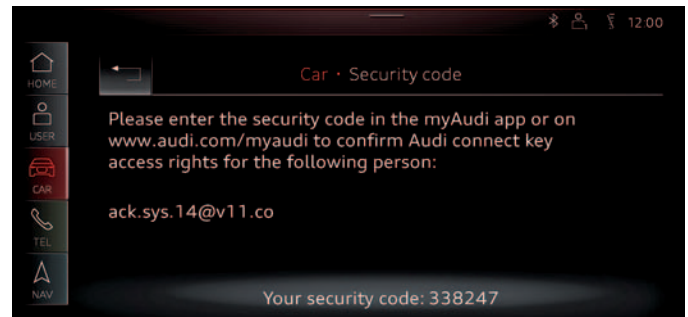 12:00
HOME
Car · Security code
USER
Please enter the security code in the myAudi app or on
www.audi.com/myaudi to confirm Audi connect key
access rights for the following person:
CAR
ack.sys.14@v11.co
TEL
NAV
Your security code: 338247